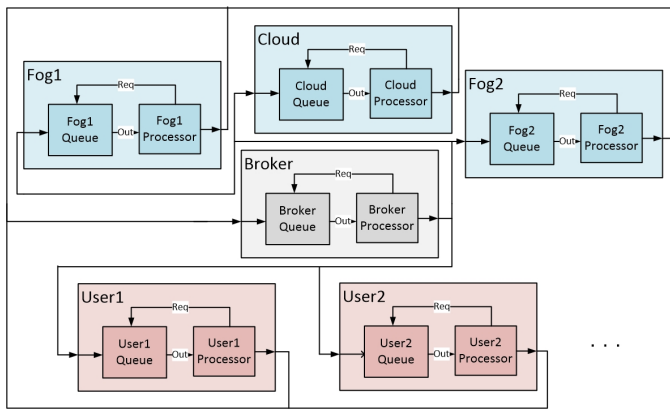 Cloud
Req
Cloud
Queue
Out
Cloud
Processor
Fog1
Req
Fog1
Queue
Out
Fog1
Processor
Fog2
Req
Fog2
Queue
Out
Fog2
Processor
Broker
Req
Broker
Queue
Out
Broker
Processor
User1
Req
User1
Queue
Out
User1
Processor
User2
Req
User2
Queue
Out
User2
Processor
. . .